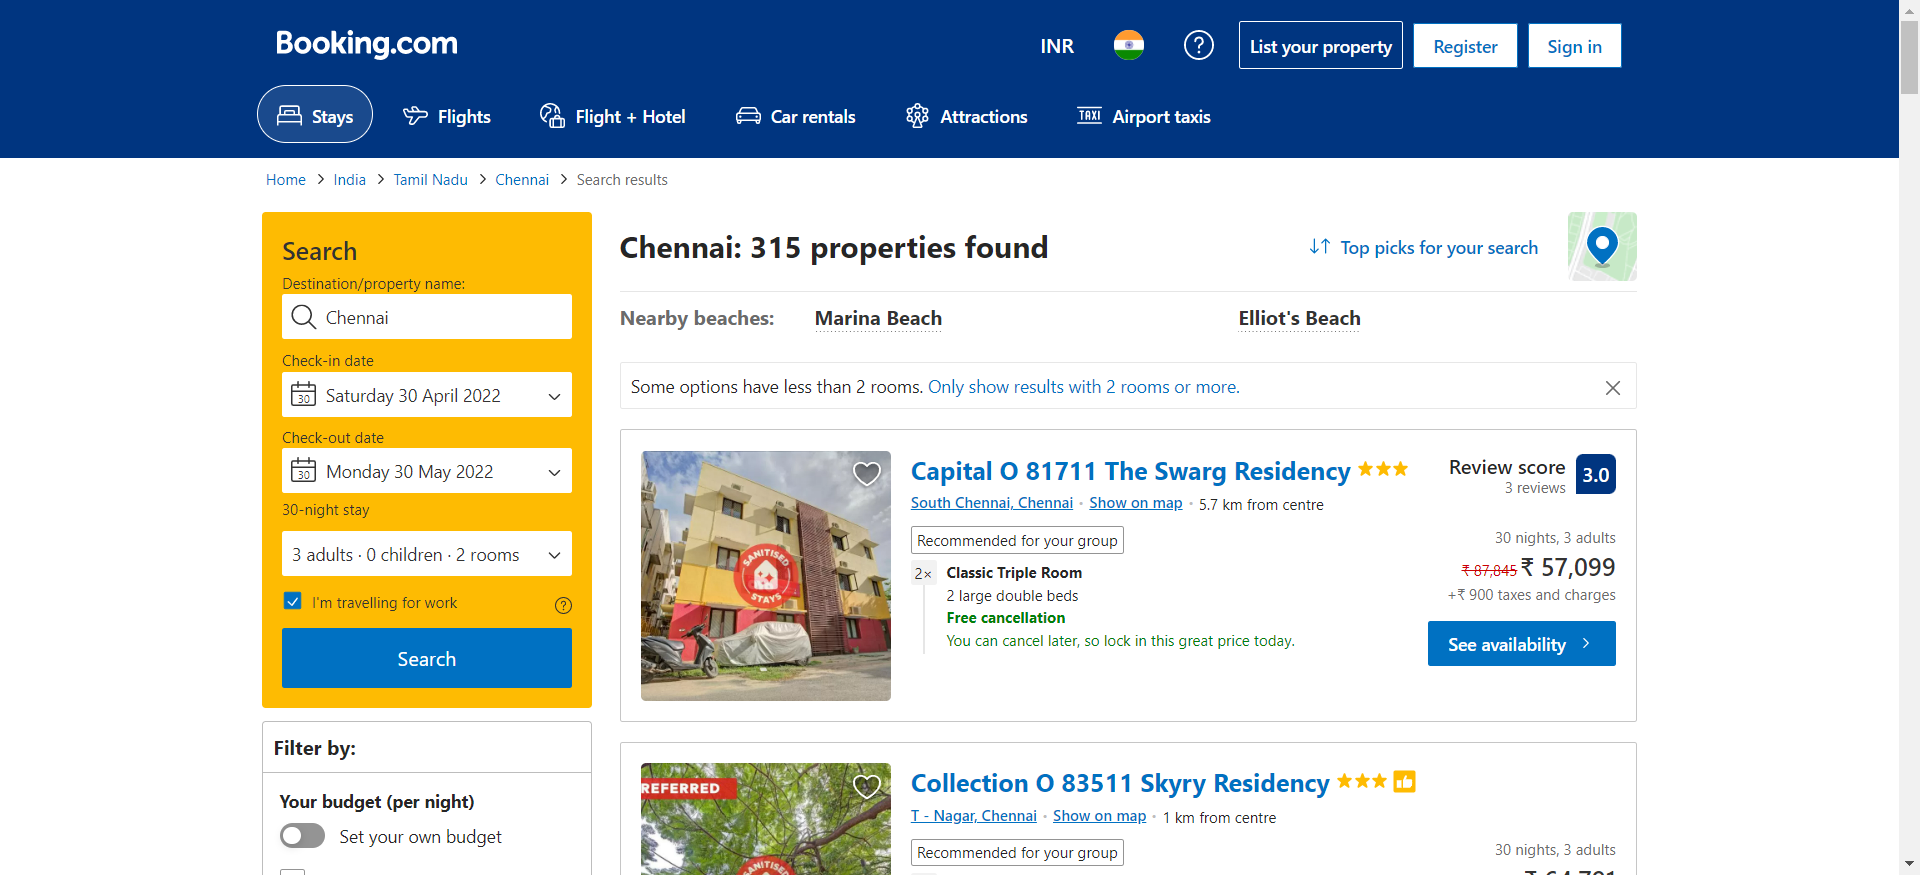 Booking.com
INR
List your property
Register
Sign in
Stays
Flights
Flight + Hotel
Car rentals
Attractions
TAXI Airport taxis
Home > India > Tamil Nadu > Chennai > Search results
Search
Destination/property name:
Chennai
Check-in date
30 Saturday 30 April 2022
Check-out date
30 Monday 30 May 2022
30-night stay
3 adults · 0 children · 2 rooms
I'm travelling for work
Search
Filter by:
Your budget (per night)
Set your own budget
Chennai: 315 properties found
Top picks for your search
Nearby beaches: Marina Beach Elliot's Beach
Some options have less than 2 rooms. Only show results with 2 rooms or more.
SANITISED
STAYS
Capital O 81711 The Swarg Residency
South Chennai, Chennai · Show on map · 5.7 km from centre
Recommended for your group
2× Classic Triple Room
2 large double beds
Free cancellation
You can cancel later, so lock in this great price today.
Review score 3.0
3 reviews
30 nights, 3 adults
₹ 87,845 ₹ 57,099
+₹ 900 taxes and charges
See availability
REFERRED
SANITISED
Collection O 83511 Skyry Residency
T - Nagar, Chennai · Show on map · 1 km from centre
Recommended for your group
30 nights, 3 adults